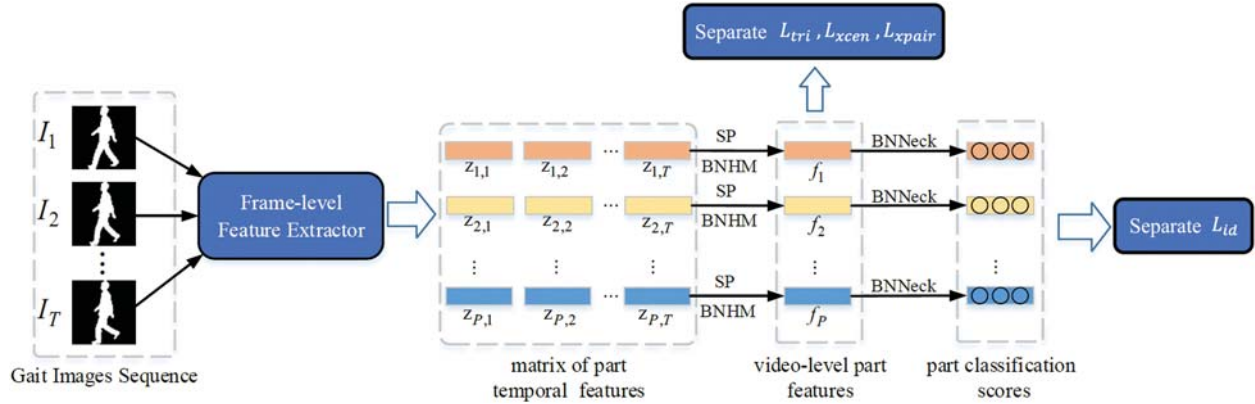 Separate L_tri , L_xcen , L_xpair
I_1
I_2
I_T
Gait Images Sequence
Frame-level
Feature Extractor
z_1,1 z_1,2 ... z_1,T
SP
BNHM
f_1
BNNeck
z_2,1 z_2,2 ... z_2,T
SP
BNHM
f_2
BNNeck
z_P,1 z_P,2 ... z_P,T
SP
BNHM
f_P
BNNeck
matrix of part
temporal features
video-level part
features
part classification
scores
Separate L_id